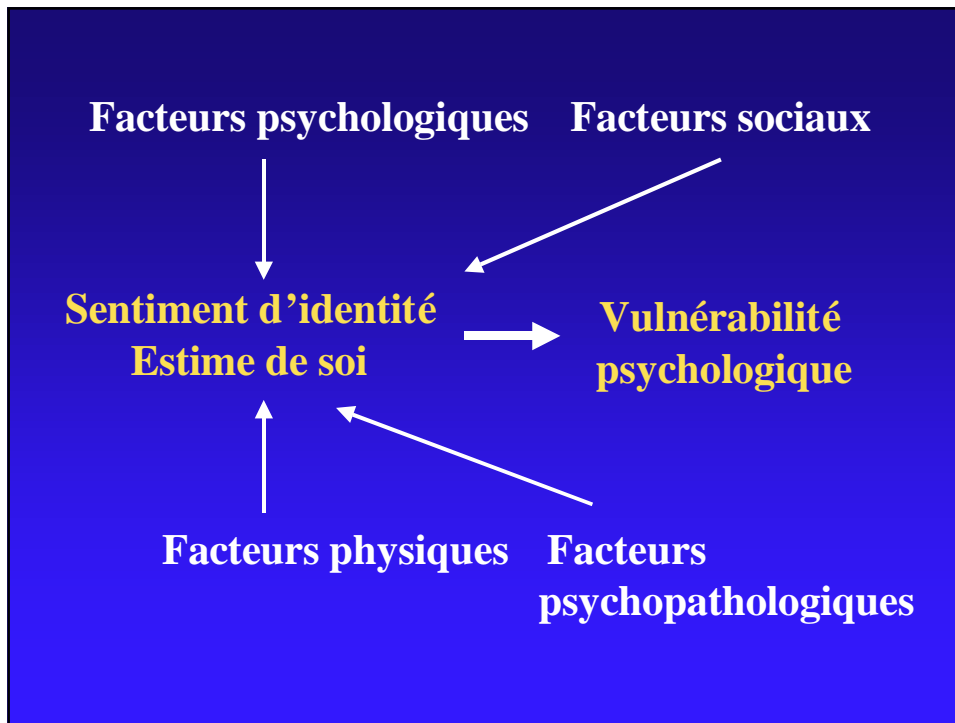 Facteurs psychologiques Facteurs sociaux
Sentiment d’identité
Estime de soi
Vulnérabilité
psychologique
Facteurs physiques Facteurs
psychopathologiques